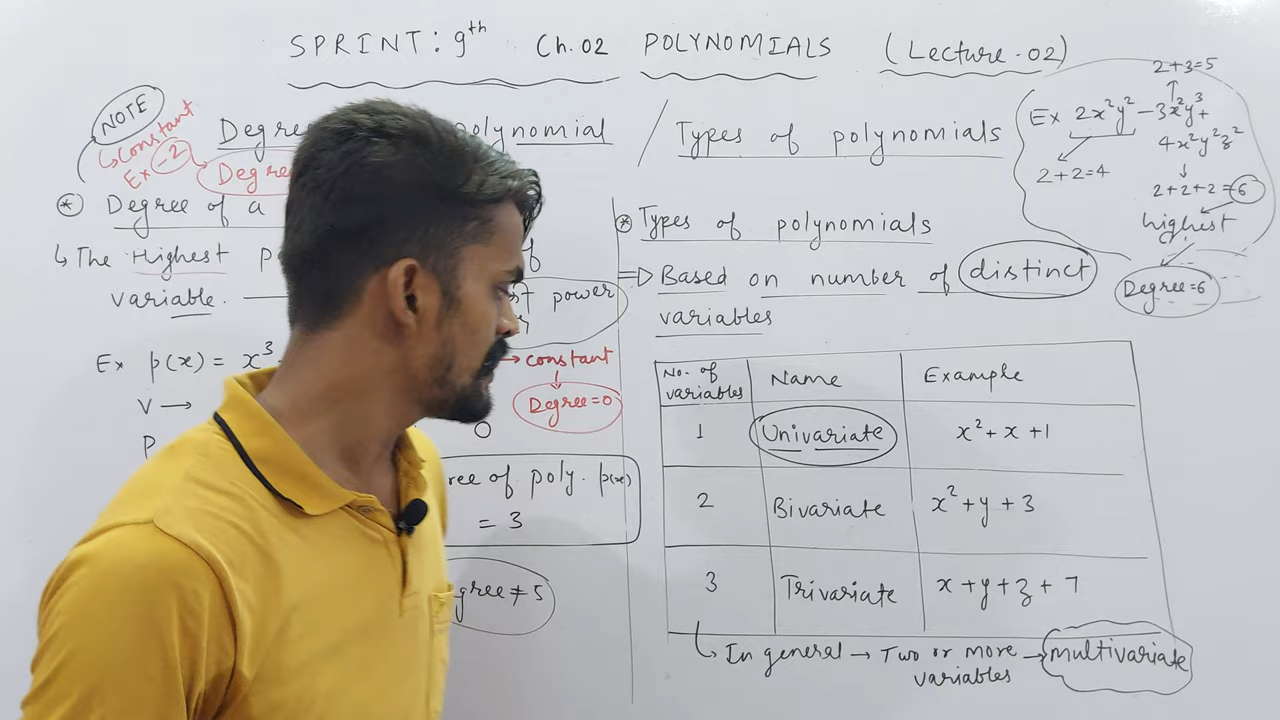 SPRINT: 9th Ch. 02 POLYNOMIALS (Lecture-02)
NOTE
↳ Constant
Ex -2
Degre
Degre polynomial / Types of polynomials
* Degree of a
↳ The Highest of
variable.
power
Ex p(x) = x³
→ constant
Degree=0
V →
P
0
ree of poly. p(x)
= 3
gree ≠ 5
* Types of polynomials
⇒ Based on number of distinct
variables
No. of variables Name Example
1 Univariate x² + x + 1
2 Bivariate x² + y + 3
3 Trivariate x + y + z + 7
↳ In general → Two or more variables → multivariate
2+3=5
Ex 2x²y² - 3x²y³ +
4x²y²z²
2+2=4
2+2+2=6
highest
Degree=6